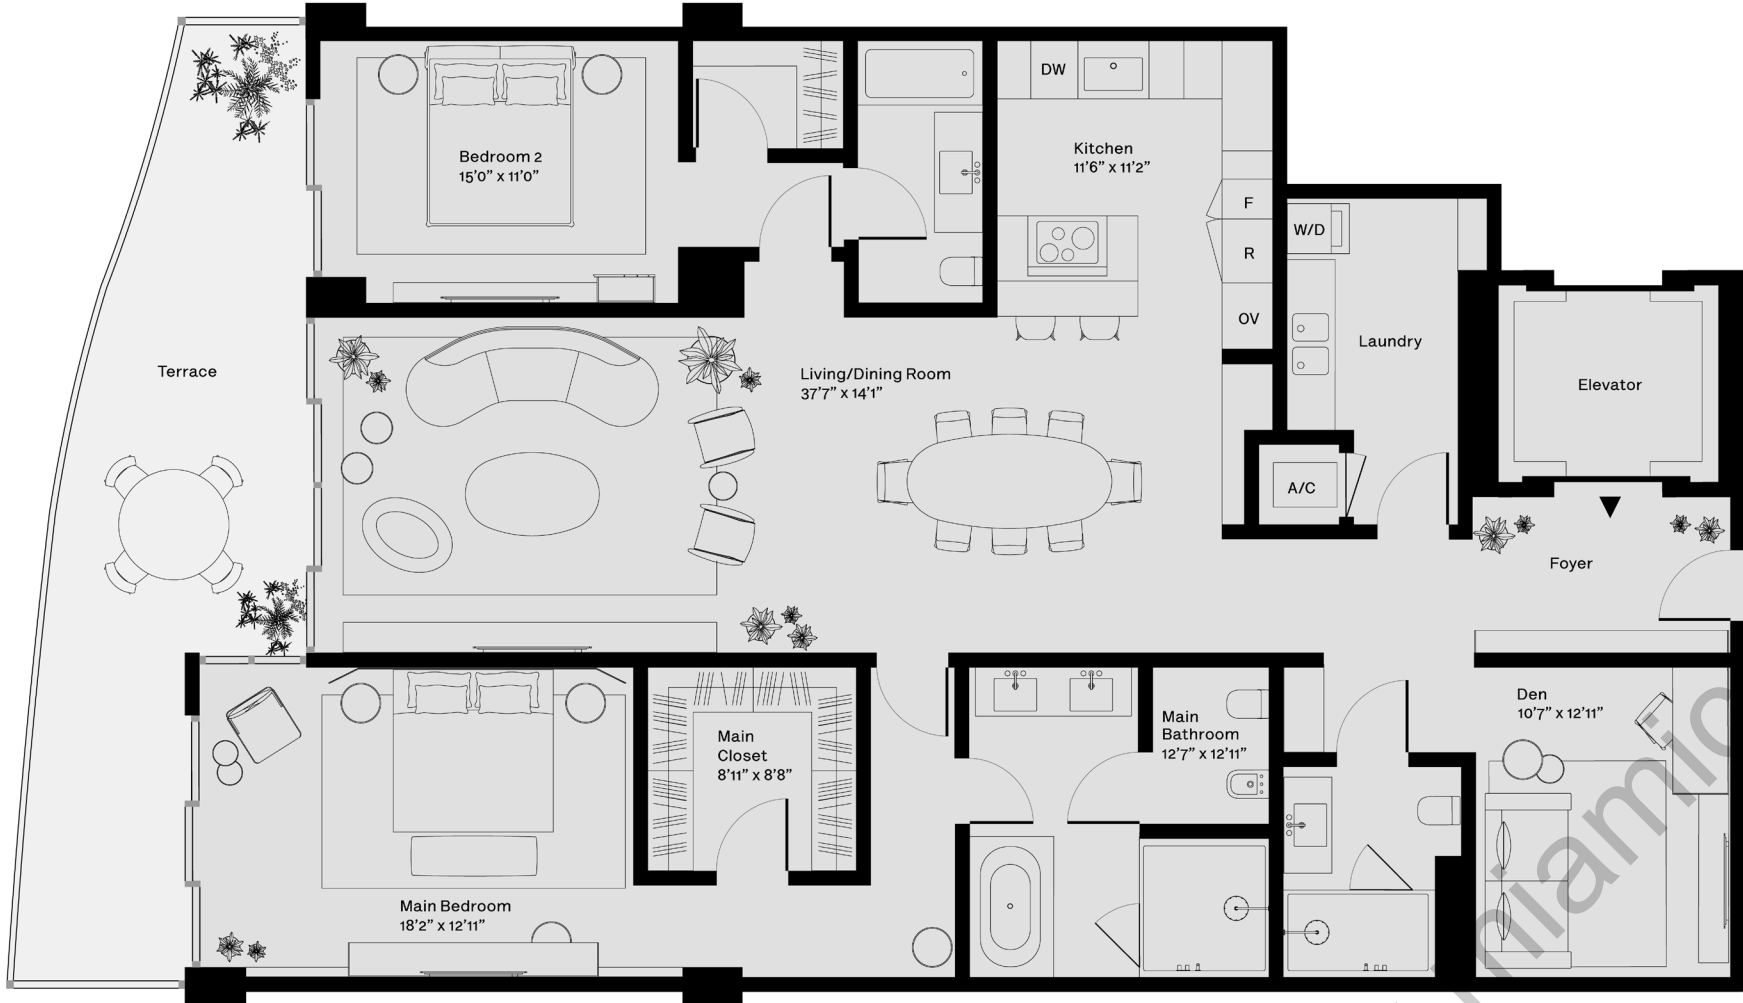 DW
Kitchen
11’6” x 11’2”
Bedroom 2
15’0” x 11’0”
F
W/D
R
OV
Laundry
Terrace
Living/Dining Room
37’7” x 14’1”
Elevator
A/C
Foyer
Den
10’7” x 12’11”
Main
Bathroom
12’7” x 12’11”
Main
Closet
8’11” x 8’8”
Main Bedroom
18’2” x 12’11”